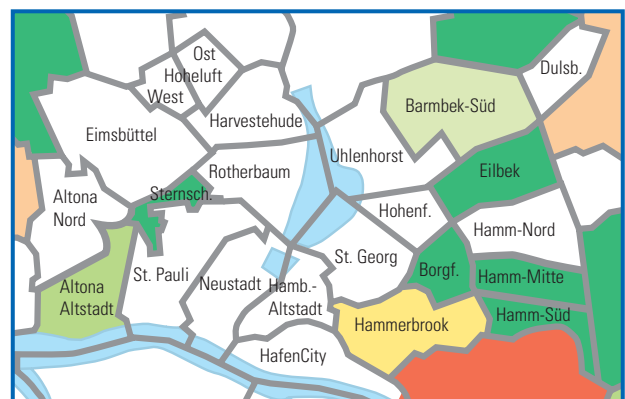 Ost
Hoheluft
West
Dulsb.
Barmbek-Süd
Harvestehude
Eimsbüttel
Uhlenhorst
Rotherbaum
Eilbek
Sternsch.
Altona
Nord
Hohenf.
Hamm-Nord
St. Georg
St. Pauli
Neustadt
Borgf.
Hamm-Mitte
Altona
Altstadt
Hamb.-
Altstadt
Hamm-Süd
Hammerbrook
HafenCity